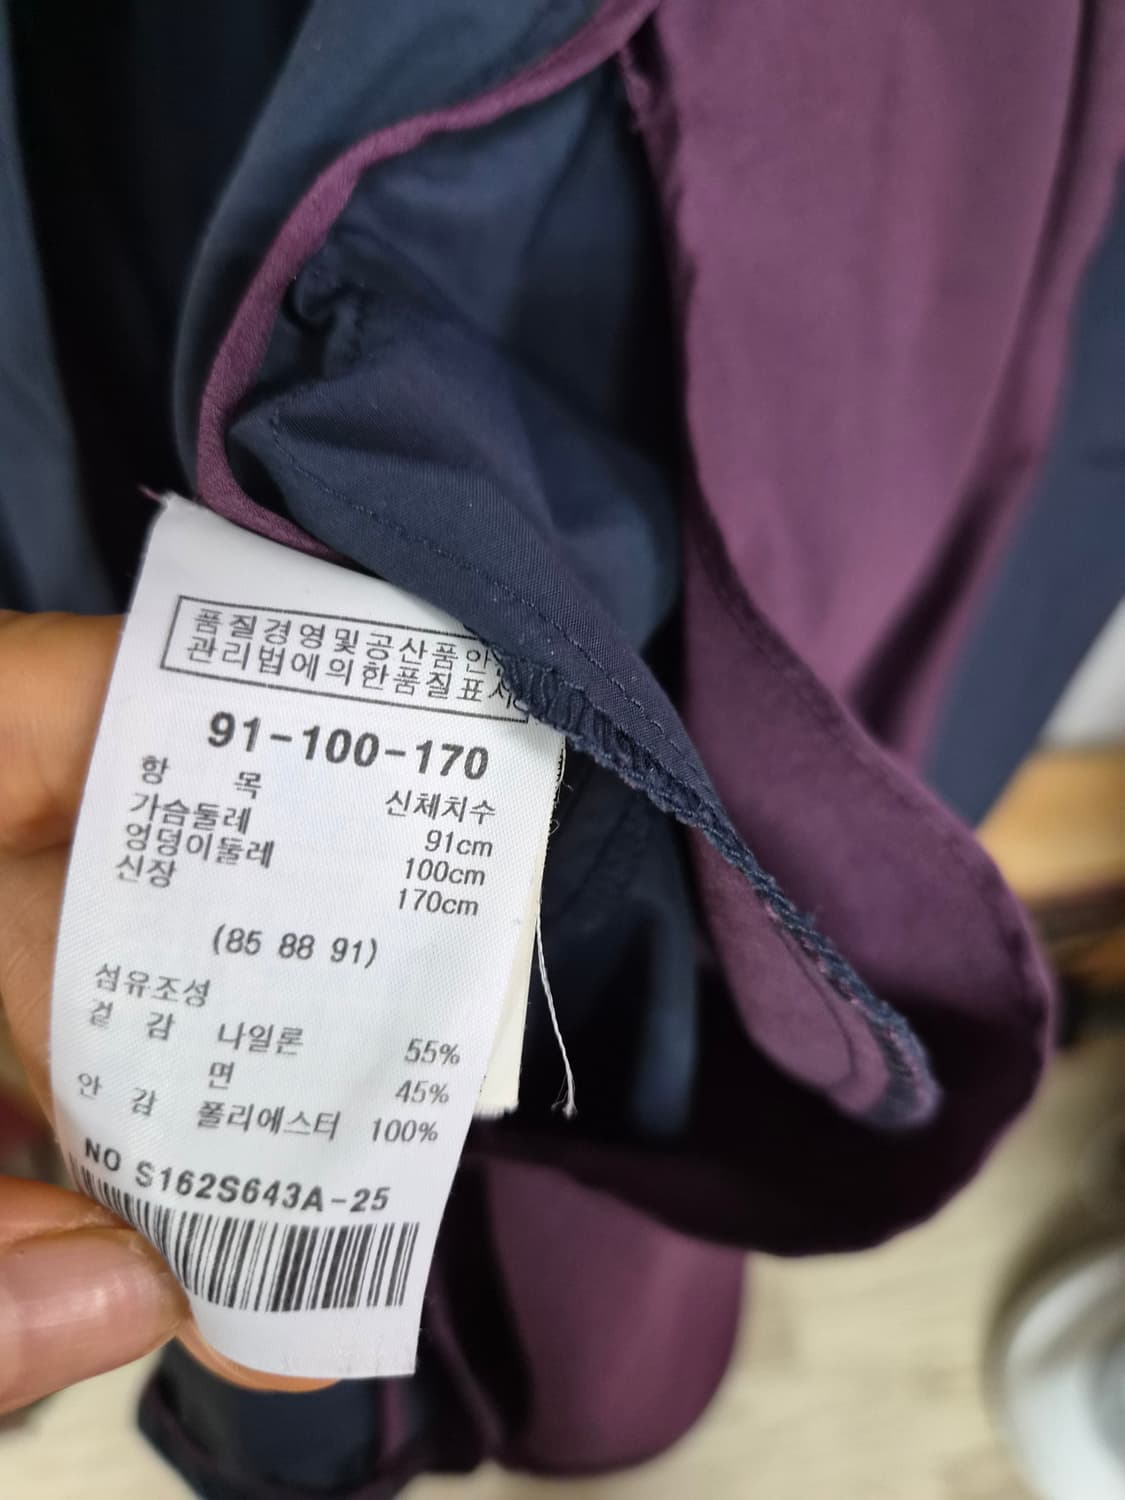 품질경영및공산품안
관리법에의한품질표시
91-100-170
항 목 신체치수
가슴둘레 91cm
엉덩이둘레 100cm
신장 170cm
(85 88 91)
섬유조성
겉 감 나일론 55%
면 45%
안 감 폴리에스터 100%
NO S162S643A-25